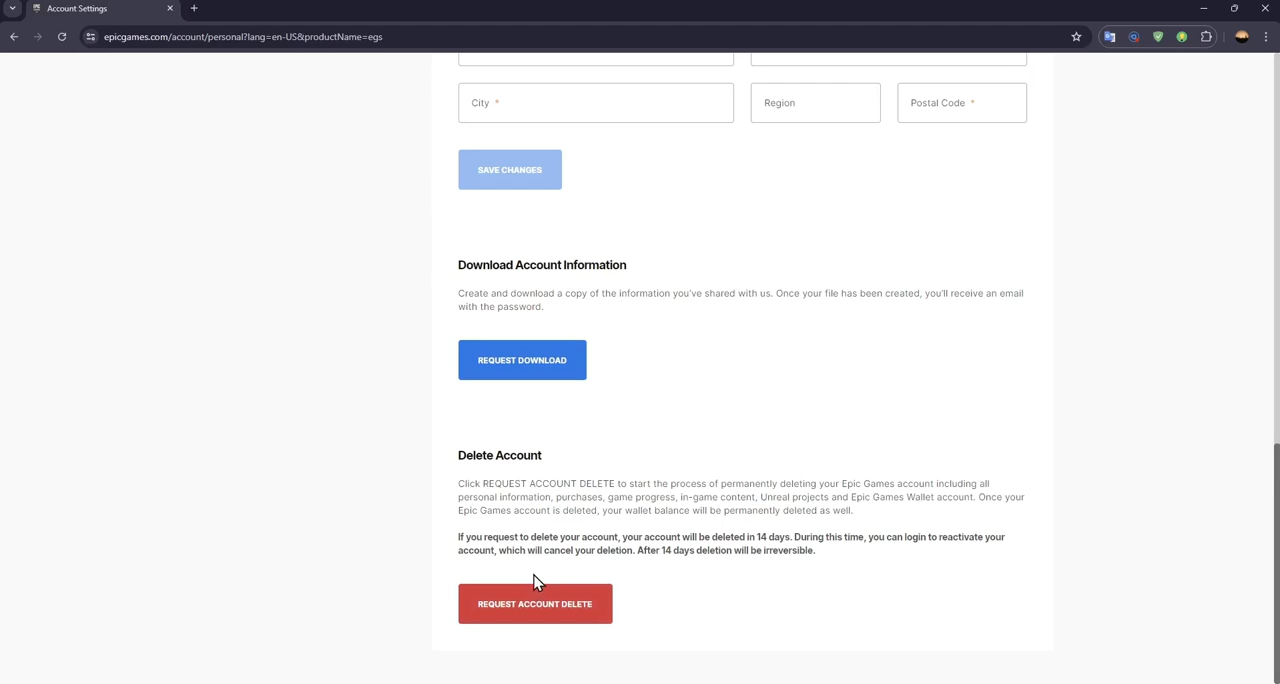 Account Settings
epicgames.com/account/personal?lang=en-US&productName=egs
City *
Region
Postal Code *
SAVE CHANGES
Download Account Information
Create and download a copy of the information you've shared with us. Once your file has been created, you'll receive an email
with the password.
REQUEST DOWNLOAD
Delete Account
Click REQUEST ACCOUNT DELETE to start the process of permanently deleting your Epic Games account including all
personal information, purchases, game progress, in-game content, Unreal projects and Epic Games Wallet account. Once your
Epic Games account is deleted, your wallet balance will be permanently deleted as well.
If you request to delete your account, your account will be deleted in 14 days. During this time, you can login to reactivate your
account, which will cancel your deletion. After 14 days deletion will be irreversible.
REQUEST ACCOUNT DELETE